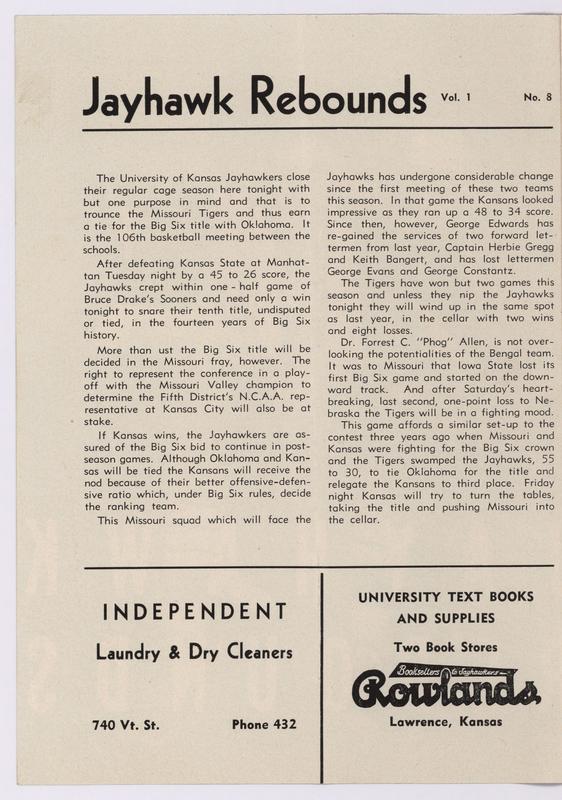 Jayhawk Rebounds Vol. 1 No. 8
The University of Kansas Jayhawkers close
their regular cage season here tonight with
but one purpose in mind and that is to
trounce the Missouri Tigers and thus earn
a tie for the Big Six title with Oklahoma. It
is the 106th basketball meeting between the
schools.
After defeating Kansas State at Manhat-
tan Tuesday night by a 45 to 26 score, the
Jayhawks crept within one - half game of
Bruce Drake's Sooners and need only a win
tonight to snare their tenth title, undisputed
or tied, in the fourteen years of Big Six
history.
More than ust the Big Six title will be
decided in the Missouri fray, however. The
right to represent the conference in a play-
off with the Missouri Valley champion to
determine the Fifth District's N.C.A.A. rep-
resentative at Kansas City will also be at
stake.
If Kansas wins, the Jayhawkers are as-
sured of the Big Six bid to continue in post-
season games. Although Oklahoma and Kan-
sas will be tied the Kansans will receive the
nod because of their better offensive-defen-
sive ratio which, under Big Six rules, decide
the ranking team.
This Missouri squad which will face the
Jayhawks has undergone considerable change
since the first meeting of these two teams
this season. In that game the Kansans looked
impressive as they ran up a 48 to 34 score.
Since then, however, George Edwards has
re-gained the services of two forward let-
termen from last year, Captain Herbie Gregg
and Keith Bangert, and has lost lettermen
George Evans and George Constantz.
The Tigers have won but two games this
season and unless they nip the Jayhawks
tonight they will wind up in the same spot
as last year, in the cellar with two wins
and eight losses.
Dr. Forrest C. "Phog" Allen, is not over-
looking the potentialities of the Bengal team.
It was to Missouri that Iowa State lost its
first Big Six game and started on the down-
ward track. And after Saturday's heart-
breaking, last second, one-point loss to Ne-
braska the Tigers will be in a fighting mood.
This game affords a similar set-up to the
contest three years ago when Missouri and
Kansas were fighting for the Big Six crown
and the Tigers swamped the Jayhawks, 55
to 30, to tie Oklahoma for the title and
relegate the Kansans to third place. Friday
night Kansas will try to turn the tables,
taking the title and pushing Missouri into
the cellar.
INDEPENDENT
Laundry & Dry Cleaners
740 Vt. St. Phone 432
UNIVERSITY TEXT BOOKS
AND SUPPLIES
Two Book Stores
Booksellers to Jayhawkers
Rowlands
Lawrence, Kansas